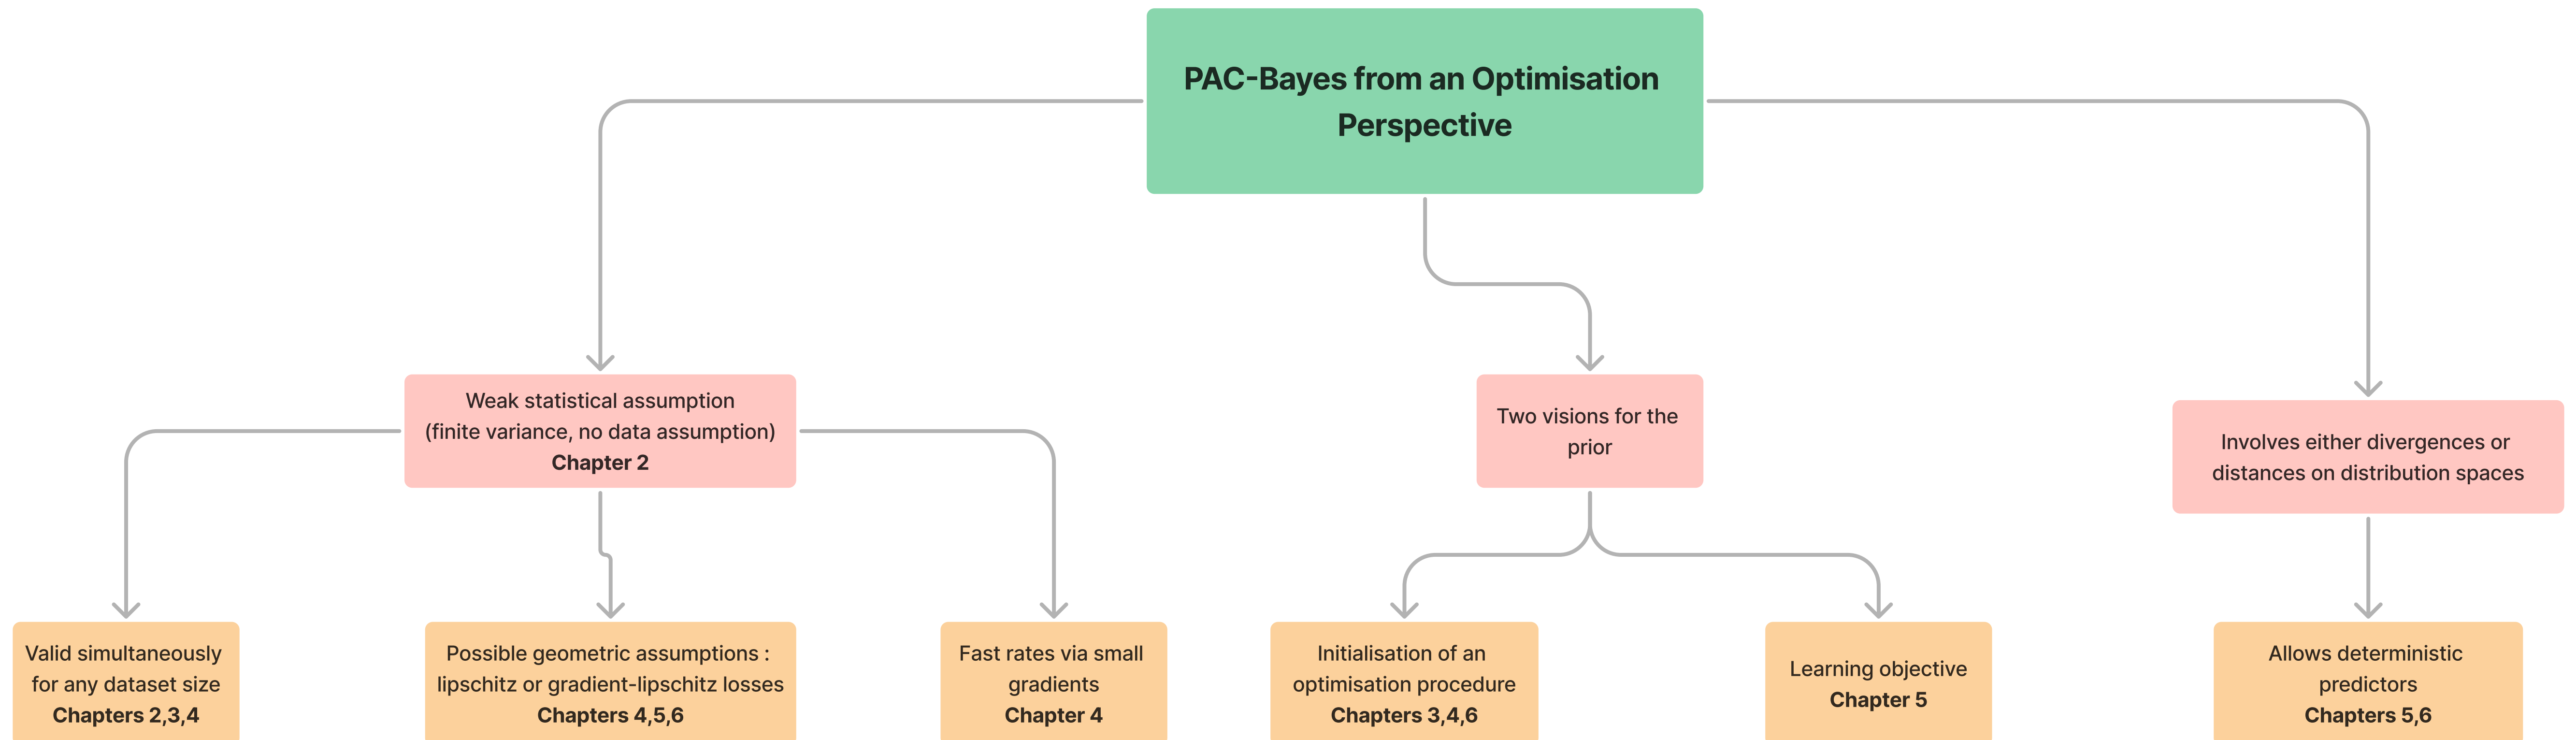 PAC-Bayes from an Optimisation
Perspective
Weak statistical assumption
(finite variance, no data assumption)
Chapter 2
Two visions for the
prior
Involves either divergences or
distances on distribution spaces
Valid simultaneously
for any dataset size
Chapters 2,3,4
Possible geometric assumptions :
lipschitz or gradient-lipschitz losses
Chapters 4,5,6
Fast rates via small
gradients
Chapter 4
Initialisation of an
optimisation procedure
Chapters 3,4,6
Learning objective
Chapter 5
Allows deterministic
predictors
Chapters 5,6